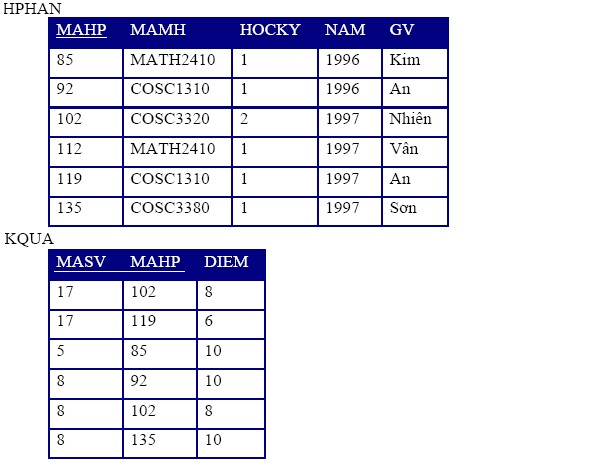 HPHAN
MAHP MAMH HOCKY NAM GV
85 MATH2410 1 1996 Kim
92 COSC1310 1 1996 An
102 COSC3320 2 1997 Nhiên
112 MATH2410 1 1997 Vân
119 COSC1310 1 1997 An
135 COSC3380 1 1997 Sơn
KQUA
MASV MAHP DIEM
17 102 8
17 119 6
5 85 10
8 92 10
8 102 8
8 135 10